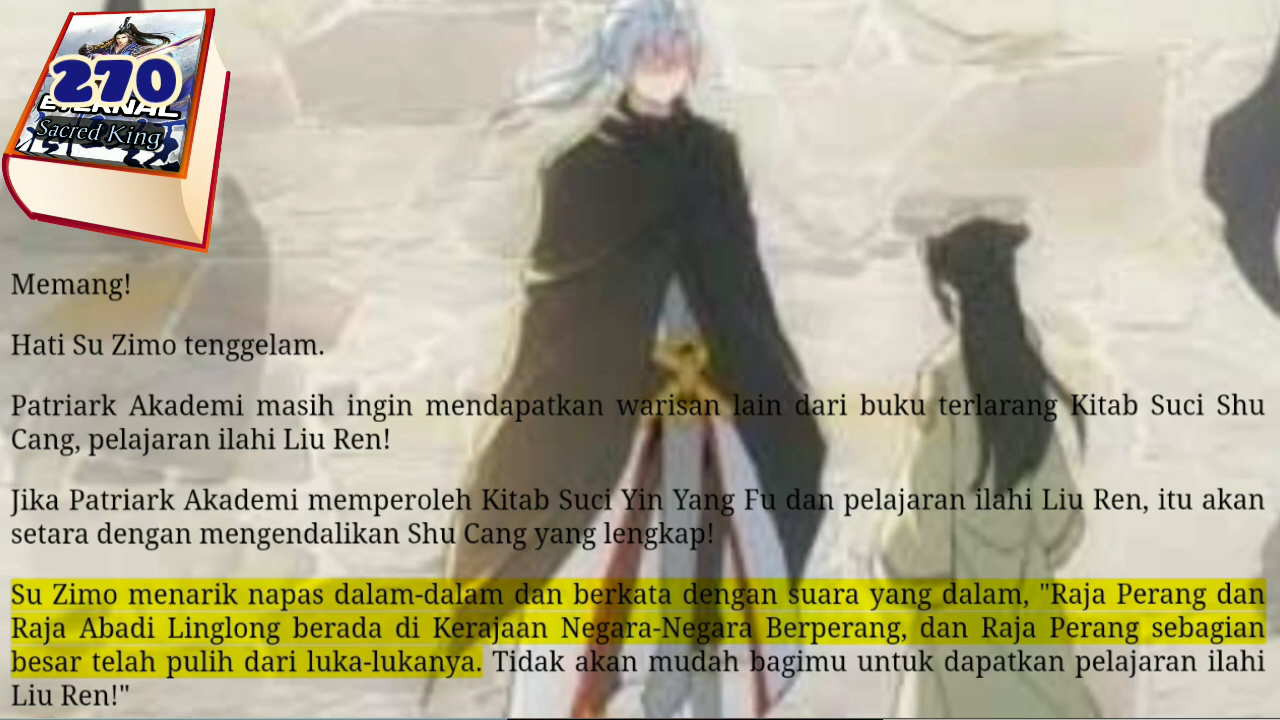 270
ETERNAL
Sacred King
Memang!
Hati Su Zimo tenggelam.
Patriark Akademi masih ingin mendapatkan warisan lain dari buku terlarang Kitab Suci Shu
Cang, pelajaran ilahi Liu Ren!
Jika Patriark Akademi memperoleh Kitab Suci Yin Yang Fu dan pelajaran ilahi Liu Ren, itu akan
setara dengan mengendalikan Shu Cang yang lengkap!
Su Zimo menarik napas dalam-dalam dan berkata dengan suara yang dalam, "Raja Perang dan
Raja Abadi Linglong berada di Kerajaan Negara-Negara Berperang, dan Raja Perang sebagian
besar telah pulih dari luka-lukanya. Tidak akan mudah bagimu untuk dapatkan pelajaran ilahi
Liu Ren!"